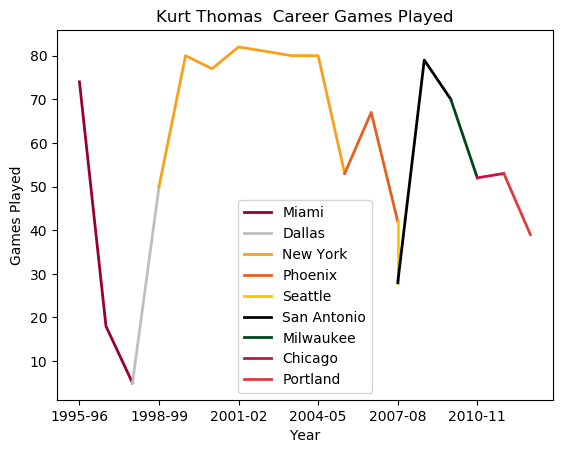 Kurt Thomas  Career Games Played
80
70
60
50
40
30
20
10
Games Played
Miami
Dallas
New York
Phoenix
Seattle
San Antonio
Milwaukee
Chicago
Portland
1995-96 1998-99 2001-02 2004-05 2007-08 2010-11
Year